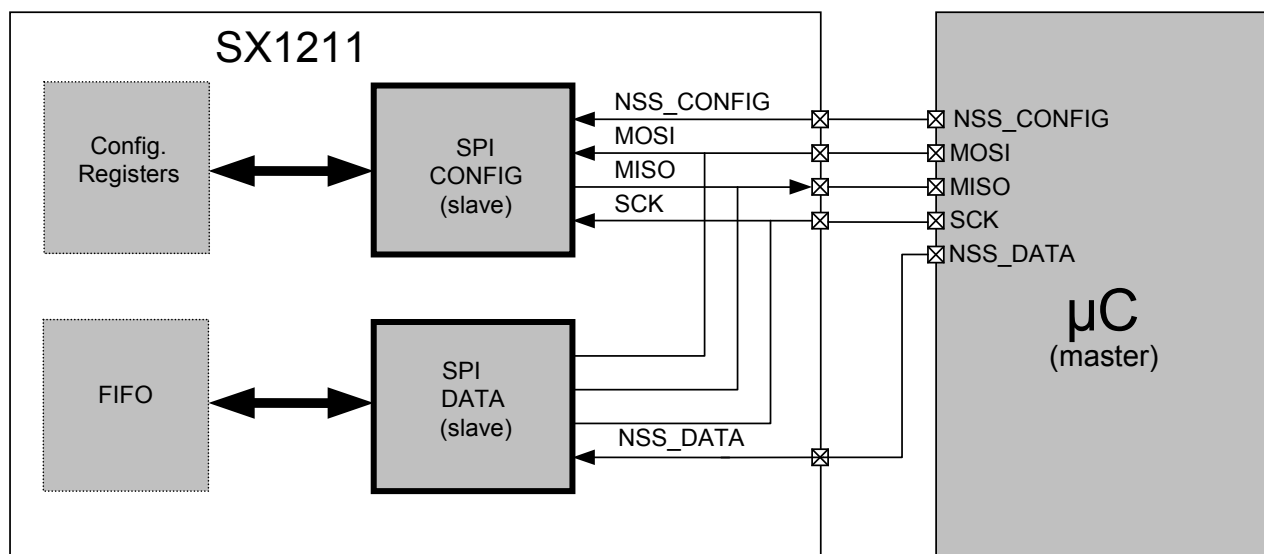 SX1211
Config.
Registers
SPI
CONFIG
(slave)
NSS_CONFIG
MOSI
MISO
SCK
NSS_CONFIG
MOSI
MISO
SCK
NSS_DATA
µC
(master)
FIFO
SPI
DATA
(slave)
NSS_DATA